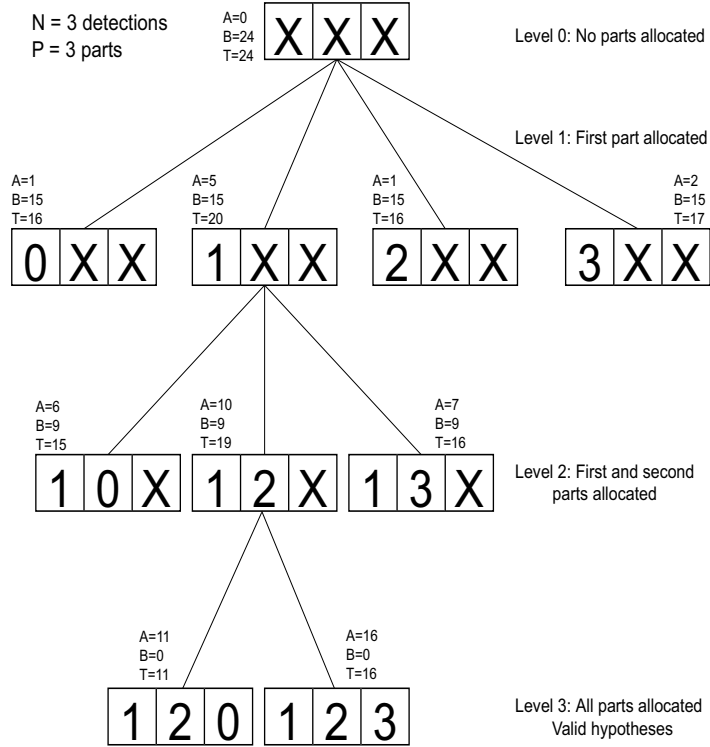 N = 3 detections
P = 3 parts
A=0
B=24
T=24
X X X
Level 0: No parts allocated
Level 1: First part allocated
A=1
B=15
T=16
0 X X
A=5
B=15
T=20
1 X X
A=1
B=15
T=16
2 X X
A=2
B=15
T=17
3 X X
A=6
B=9
T=15
1 0 X
A=10
B=9
T=19
1 2 X
A=7
B=9
T=16
1 3 X
Level 2: First and second
parts allocated
A=11
B=0
T=11
1 2 0
A=16
B=0
T=16
1 2 3
Level 3: All parts allocated
Valid hypotheses